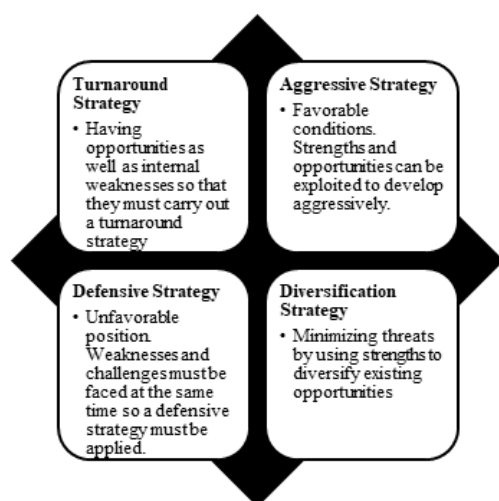 Turnaround
Strategy
• Having
opportunities as
well as internal
weaknesses so that
they must carry out
a turnaround
strategy
Aggressive Strategy
• Favorable
conditions.
Strengths and
opportunities can be
exploited to develop
aggressively.
Defensive Strategy
• Unfavorable
position.
Weaknesses and
challenges must be
faced at the same
time so a defensive
strategy must be
applied.
Diversification
Strategy
• Minimizing threats
by using strengths to
diversify existing
opportunities